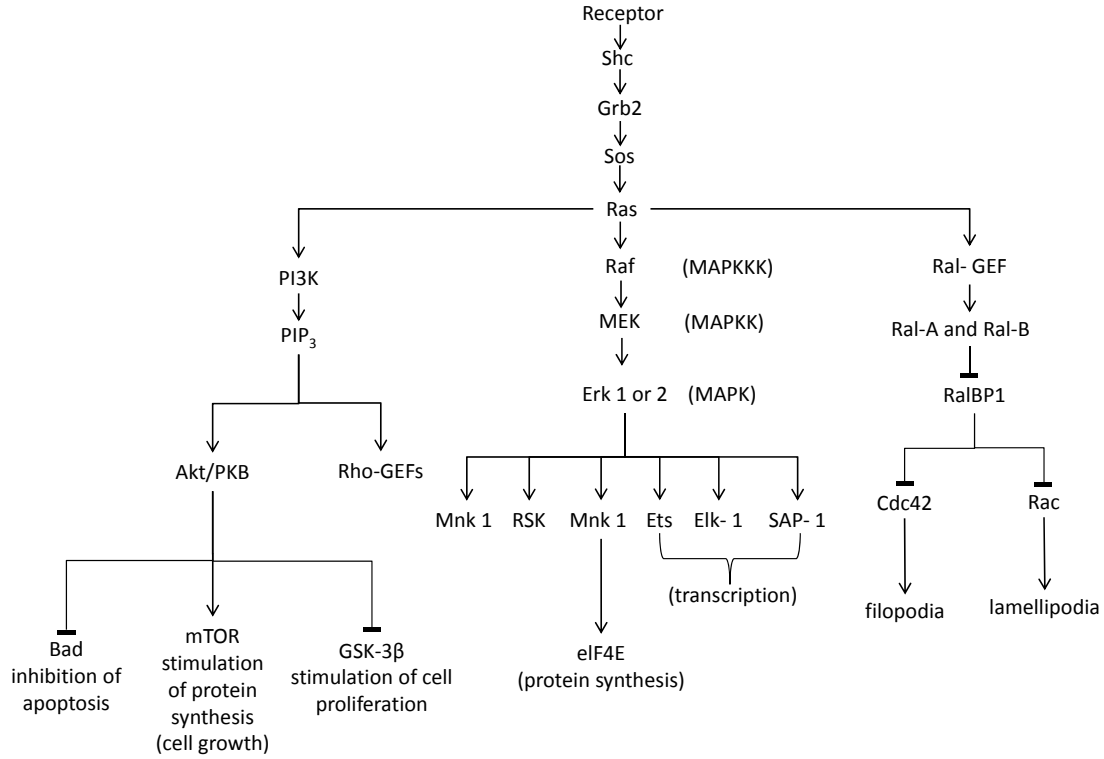 Receptor
Shc
Grb2
Sos
Ras
PI3K
PIP3
Akt/PKB
Rho-GEFs
Bad
inhibition of
apoptosis
mTOR
stimulation
of protein
synthesis
(cell growth)
GSK-3β
stimulation of cell
proliferation
Raf (MAPKKK)
MEK (MAPKK)
Erk 1 or 2 (MAPK)
Mnk 1 RSK Mnk 1 Ets Elk- 1 SAP- 1
(transcription)
eIF4E
(protein synthesis)
Ral- GEF
Ral-A and Ral-B
RalBP1
Cdc42
Rac
filopodia
lamellipodia